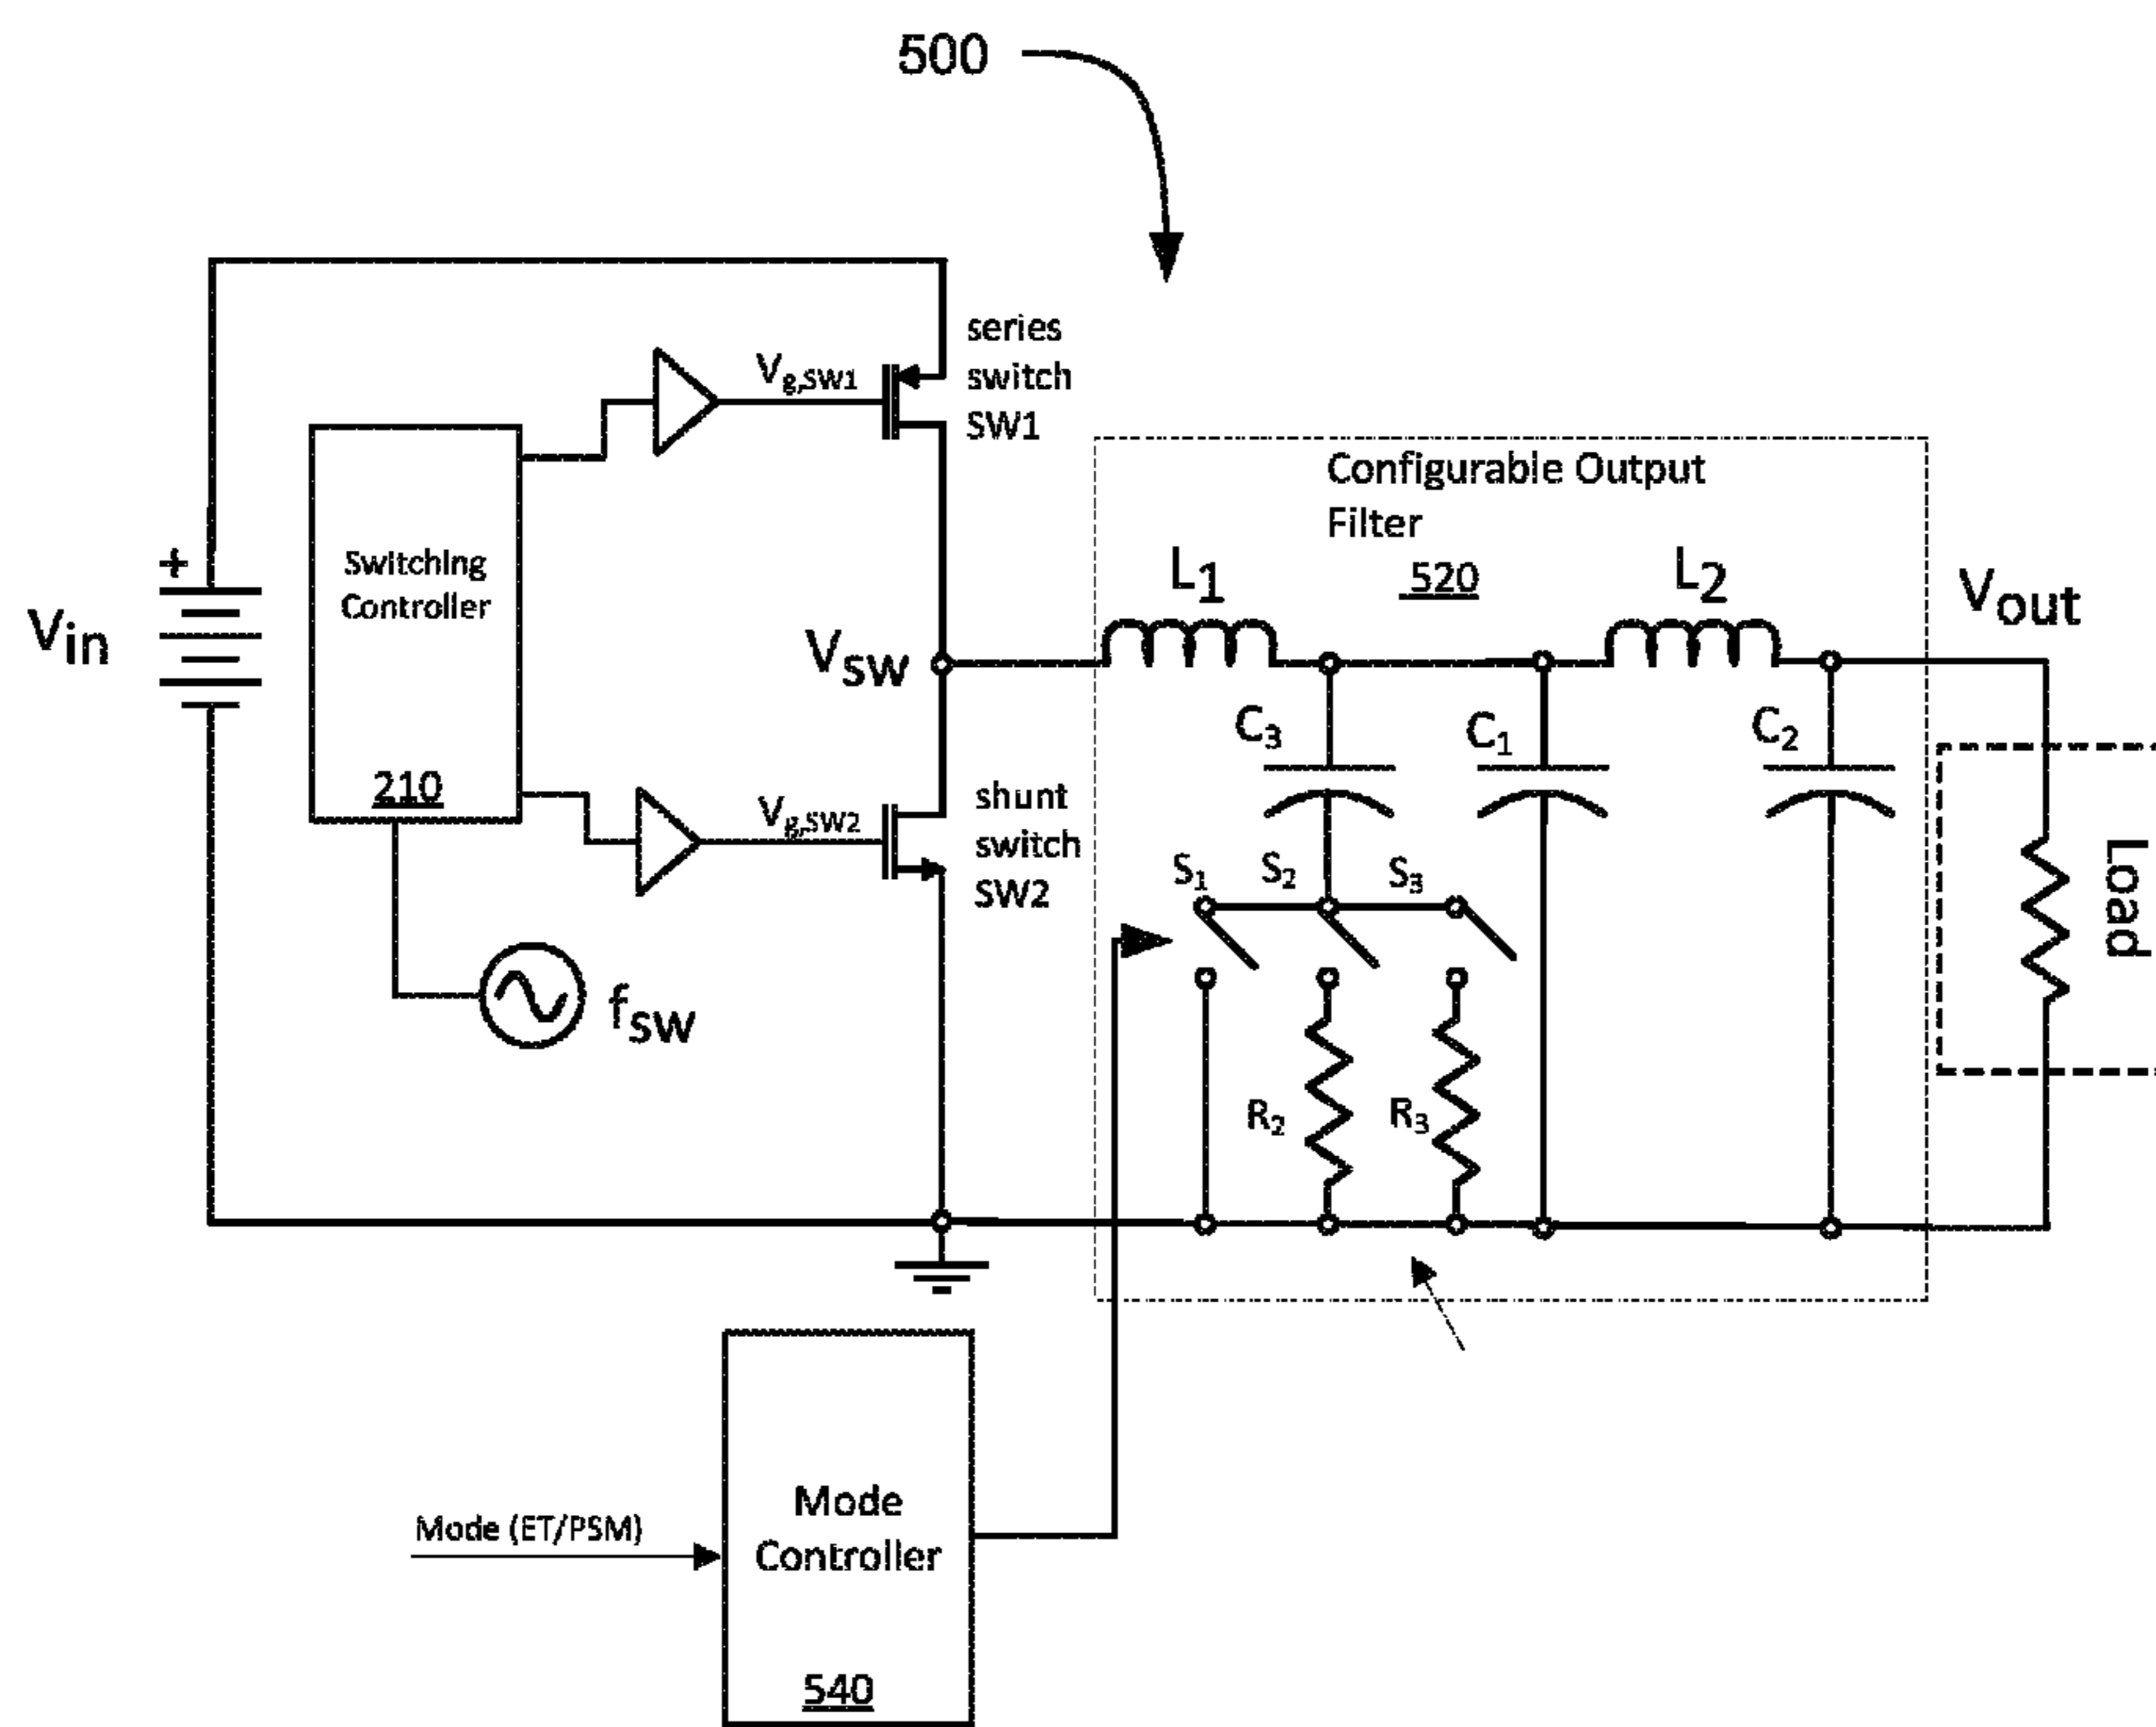 500
series
switch
SW1
Vg,SW1
Configurable Output
Filter
520
Switching
Controller
210
+
Vin
VSW
L1
L2
Vout
C3
C1
C2
Vg,SW2
shunt
switch
SW2
S1
S2
S3
Load
fSW
R2
R3
Mode (ET/PSM)
Mode
Controller
540